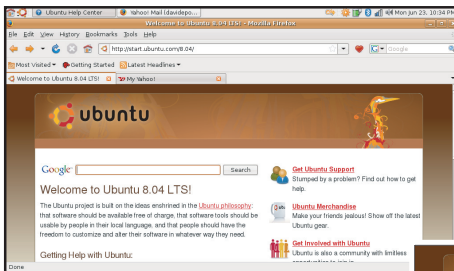 Ubuntu Help Center
Yahoo! Mail (davidepo...
Mon Jun 23, 10:34 PM
Welcome to Ubuntu 8.04 LTS! - Mozilla Firefox
File Edit View History Bookmarks Tools Help
http://start.ubuntu.com/8.04/
Google
Most Visited Getting Started Latest Headlines
Welcome to Ubuntu 8.04 LTS!
My Yahoo!
ubuntu
Google Search
Welcome to Ubuntu 8.04 LTS!
The Ubuntu project is built on the ideas enshrined in the Ubuntu philosophy:
that software should be available free of charge, that software tools should be
usable by people in their local language, and that people should have the
freedom to customize and alter their software in whatever way they need.
Getting Help with Ubuntu:
Get Ubuntu Support
Stumped by a problem? Find out how to get
help.
Ubuntu Merchandise
Make your friends jealous! Show off the latest
Ubuntu gear.
Get Involved with Ubuntu
Ubuntu is also a community with limitless
Done